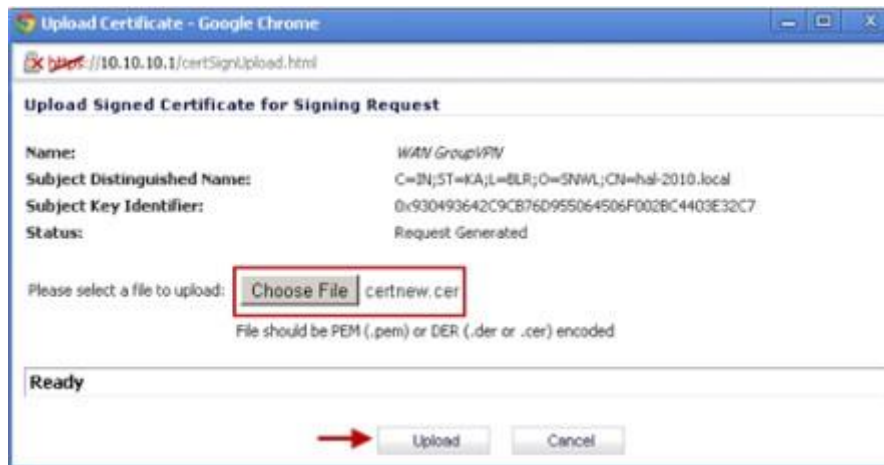 Upload Certificate - Google Chrome
https://10.10.10.1/certSignUpload.html
Upload Signed Certificate for Signing Request
Name: WAN GroupVPN
Subject Distinguished Name: C=IN;ST=KA;L=BLR;O=SNWL;CN=hal-2010.local
Subject Key Identifier: 0x930493642C9CB76D955064506F002BC4403E32C7
Status: Request Generated
Please select a file to upload: Choose File certnew.cer
File should be PEM (.pem) or DER (.der or .cer) encoded
Ready
Upload Cancel